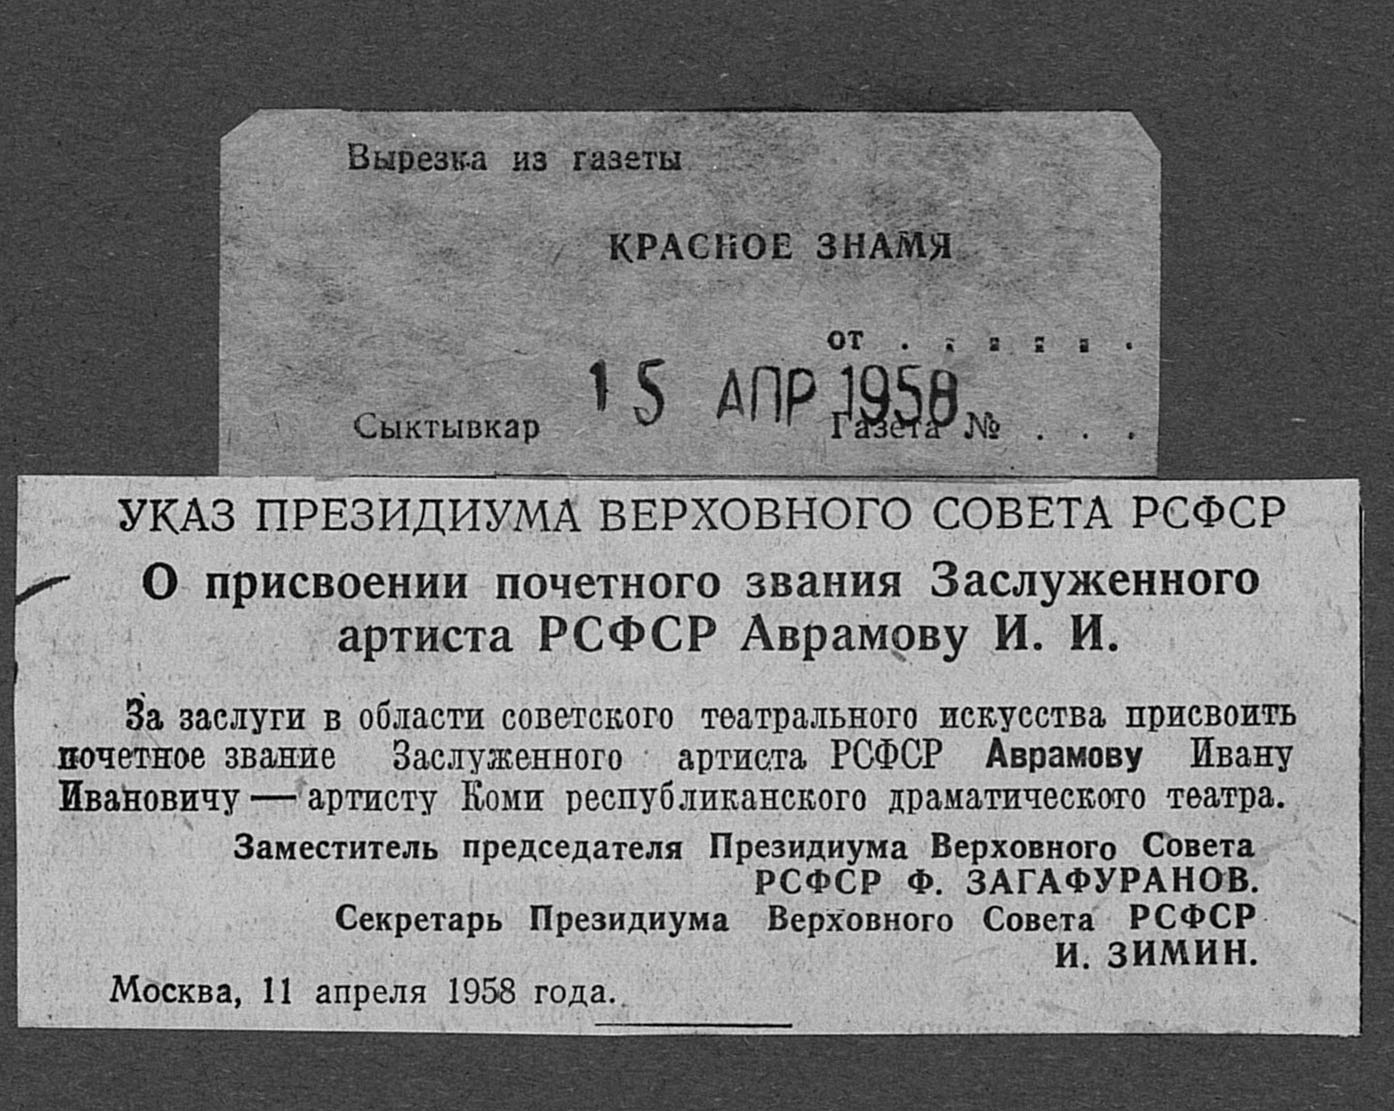 Вырезка из газеты
КРАСНОЕ ЗНАМЯ
от . . . . . .
15 АПР 1958
Сыктывкар Газета № . . .
УКАЗ ПРЕЗИДИУМА ВЕРХОВНОГО СОВЕТА РСФСР
О присвоении почетного звания Заслуженного
артиста РСФСР Аврамову И. И.
За заслуги в области советского театрального искусства присвоить
почетное звание Заслуженного артиста РСФСР Аврамову Ивану
Ивановичу — артисту Коми республиканского драматического театра.
Заместитель председателя Президиума Верховного Совета
РСФСР Ф. ЗАГАФУРАНОВ.
Секретарь Президиума Верховного Совета РСФСР
И. ЗИМИН.
Москва, 11 апреля 1958 года.